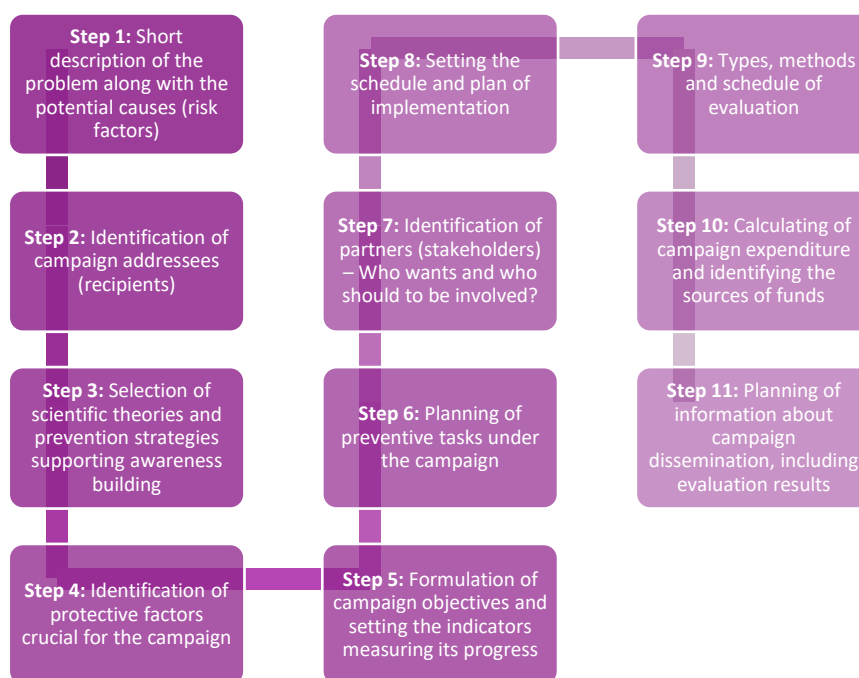 Step 1: Short
description of the
problem along with the
potential causes (risk
factors)
Step 2: Identification of
campaign addressees
(recipients)
Step 3: Selection of
scientific theories and
prevention strategies
supporting awareness
building
Step 4: Identification of
protective factors
crucial for the campaign
Step 5: Formulation of
campaign objectives and
setting the indicators
measuring its progress
Step 6: Planning of
preventive tasks under
the campaign
Step 7: Identification of
partners (stakeholders)
– Who wants and who
should to be involved?
Step 8: Setting the
schedule and plan of
implementation
Step 9: Types, methods
and schedule of
evaluation
Step 10: Calculating of
campaign expenditure
and identifying the
sources of funds
Step 11: Planning of
information about
campaign
dissemination, including
evaluation results